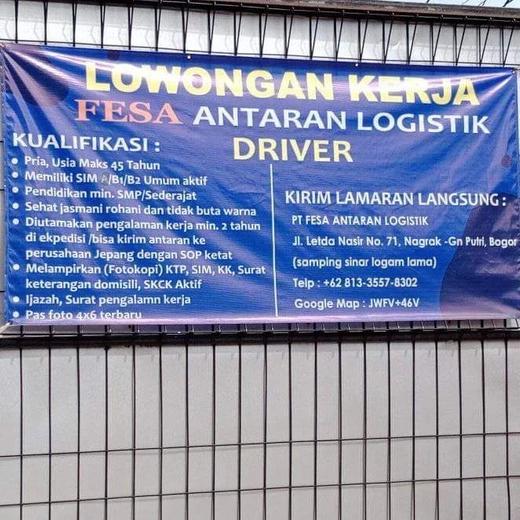 LOWONGAN KERJA
FESA ANTARAN LOGISTIK
DRIVER
KUALIFIKASI :
• Pria, Usia Maks 45 Tahun
• Memiliki SIM A/B1/B2 Umum aktif
• Pendidikan min. SMP/Sederajat
• Sehat jasmani rohani dan tidak buta warna
• Diutamakan pengalaman kerja min. 2 tahun
di ekpedisi /bisa kirim antaran ke
perusahaan Jepang dengan SOP ketat
• Melampirkan (Fotokopi) KTP, SIM, KK, Surat
keterangan domisili, SKCK Aktif
• Ijazah, Surat pengalamn kerja
• Pas foto 4x6 terbaru
KIRIM LAMARAN LANGSUNG :
PT FESA ANTARAN LOGISTIK
Jl. Letda Nasir No. 71, Nagrak -Gn Putri, Bogor
(samping sinar logam lama)
Telp : +62 813-3557-8302
Google Map : JWFV+46V